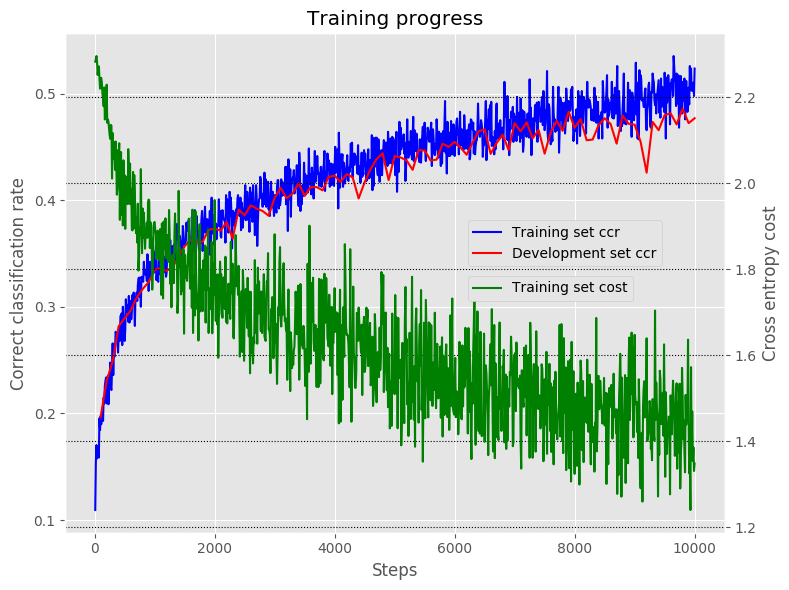 Training progress
Correct classification rate
0.5
0.4
0.3
0.2
0.1
Training set ccr
Development set ccr
Training set cost
2.2
2.0
1.8
1.6
1.4
1.2
Cross entropy cost
0
2000
4000
6000
8000
10000
Steps